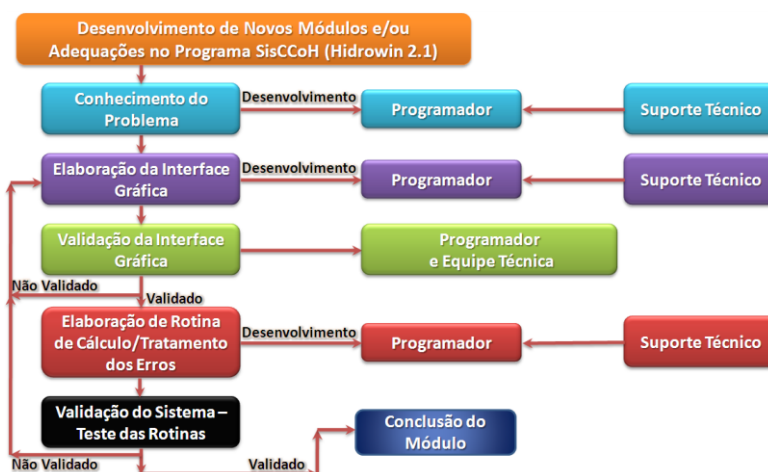 Desenvolvimento de Novos Módulos e/ou
Adequações no Programa SisCCoH (Hidrowin 2.1)
Conhecimento do
Problema
Desenvolvimento
Programador
Suporte Técnico
Elaboração da Interface
Gráfica
Desenvolvimento
Programador
Suporte Técnico
Validação da Interface
Gráfica
Programador
e Equipe Técnica
Não Validado
Validado
Elaboração de Rotina
de Cálculo/Tratamento
dos Erros
Desenvolvimento
Programador
Suporte Técnico
Validação do Sistema –
Teste das Rotinas
Conclusão do
Módulo
Não Validado
Validado